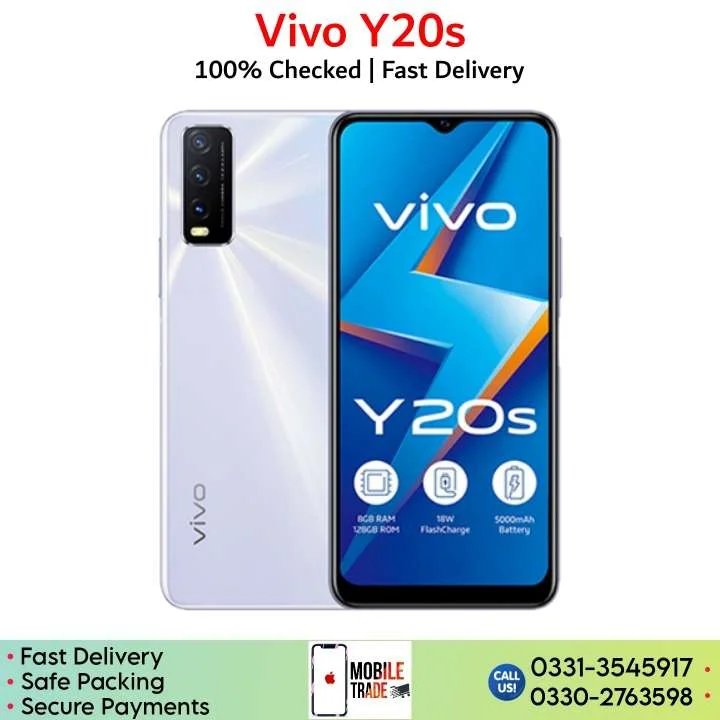 Vivo Y20s
100% Checked | Fast Delivery
vivo
Y20s
8GB RAM
128GB ROM
18W
FlashCharge
5000mAh
Battery
vivo
• Fast Delivery
• Safe Packing
• Secure Payments
MOBILE
TRADE
CALL
US!
0331-3545917
0330-2763598